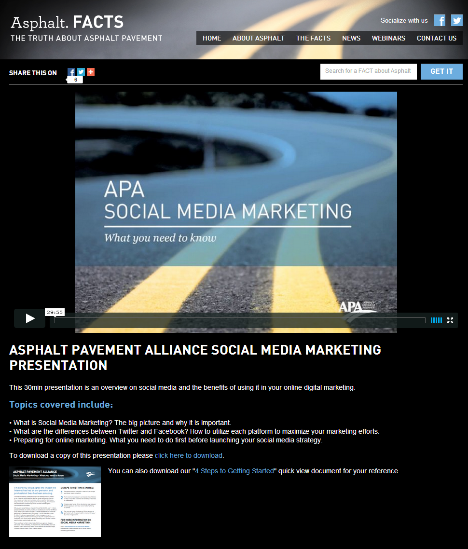 Asphalt. FACTS
THE TRUTH ABOUT ASPHALT PAVEMENT
Socialize with us
HOME ABOUT ASPHALT THE FACTS NEWS WEBINARS CONTACT US
SHARE THIS ON
6
Search for a FACT about Asphalt
GET IT
APA
SOCIAL MEDIA MARKETING
What you need to know
APA
ASPHALT PAVEMENT ALLIANCE SOCIAL MEDIA MARKETING
PRESENTATION
This 30min presentation is an overview on social media and the benefits of using it in your online digital marketing.
Topics covered include:
• What is Social Media Marketing? The big picture and why it is important.
• What are the differences between Twitter and Facebook? How to utilize each platform to maximize your marketing efforts.
• Preparing for online marketing. What you need to do first before launching your social media strategy
To download a copy of this presentation please click here to download.
ASPHALT PAVEMENT ALLIANCE
You can also download our "4 Steps to Getting Started" quick view document for your reference